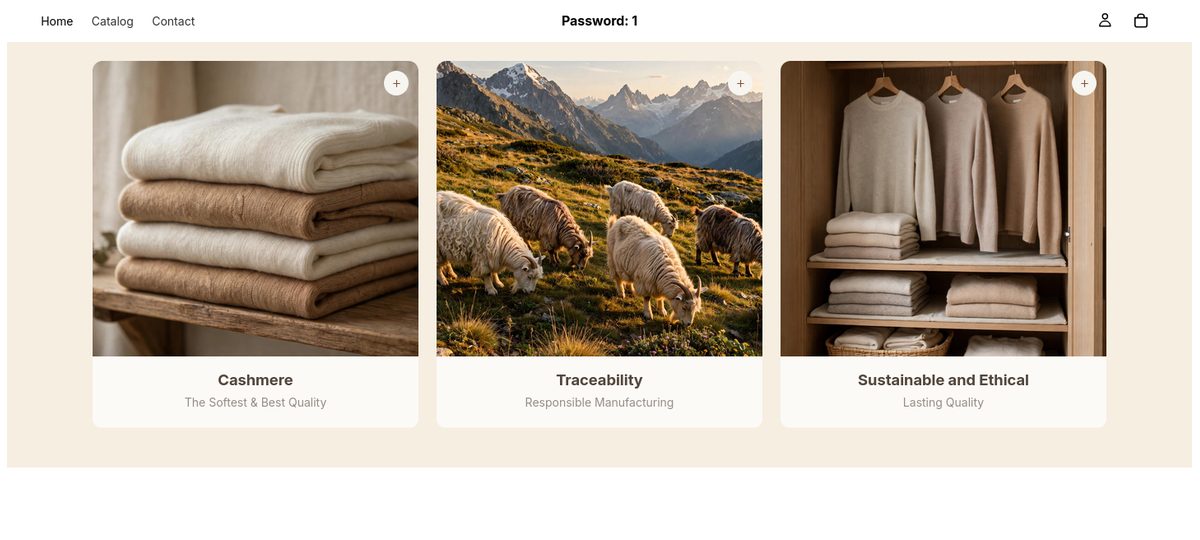 Home Catalog Contact
Password: 1
Cashmere
The Softest & Best Quality
Traceability
Responsible Manufacturing
Sustainable and Ethical
Lasting Quality